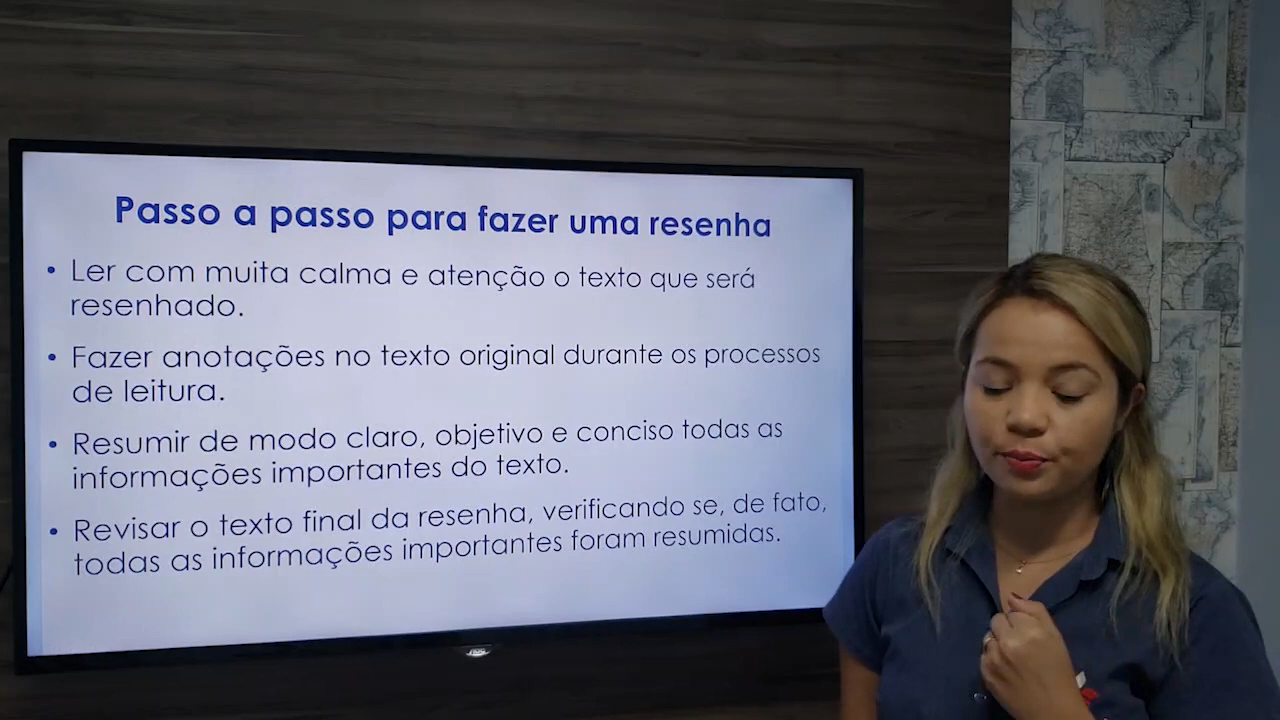 Passo a passo para fazer uma resenha
• Ler com muita calma e atenção o texto que será
resenhado.
• Fazer anotações no texto original durante os processos
de leitura.
• Resumir de modo claro, objetivo e conciso todas as
informações importantes do texto.
• Revisar o texto final da resenha, verificando se, de fato,
todas as informações importantes foram resumidas.